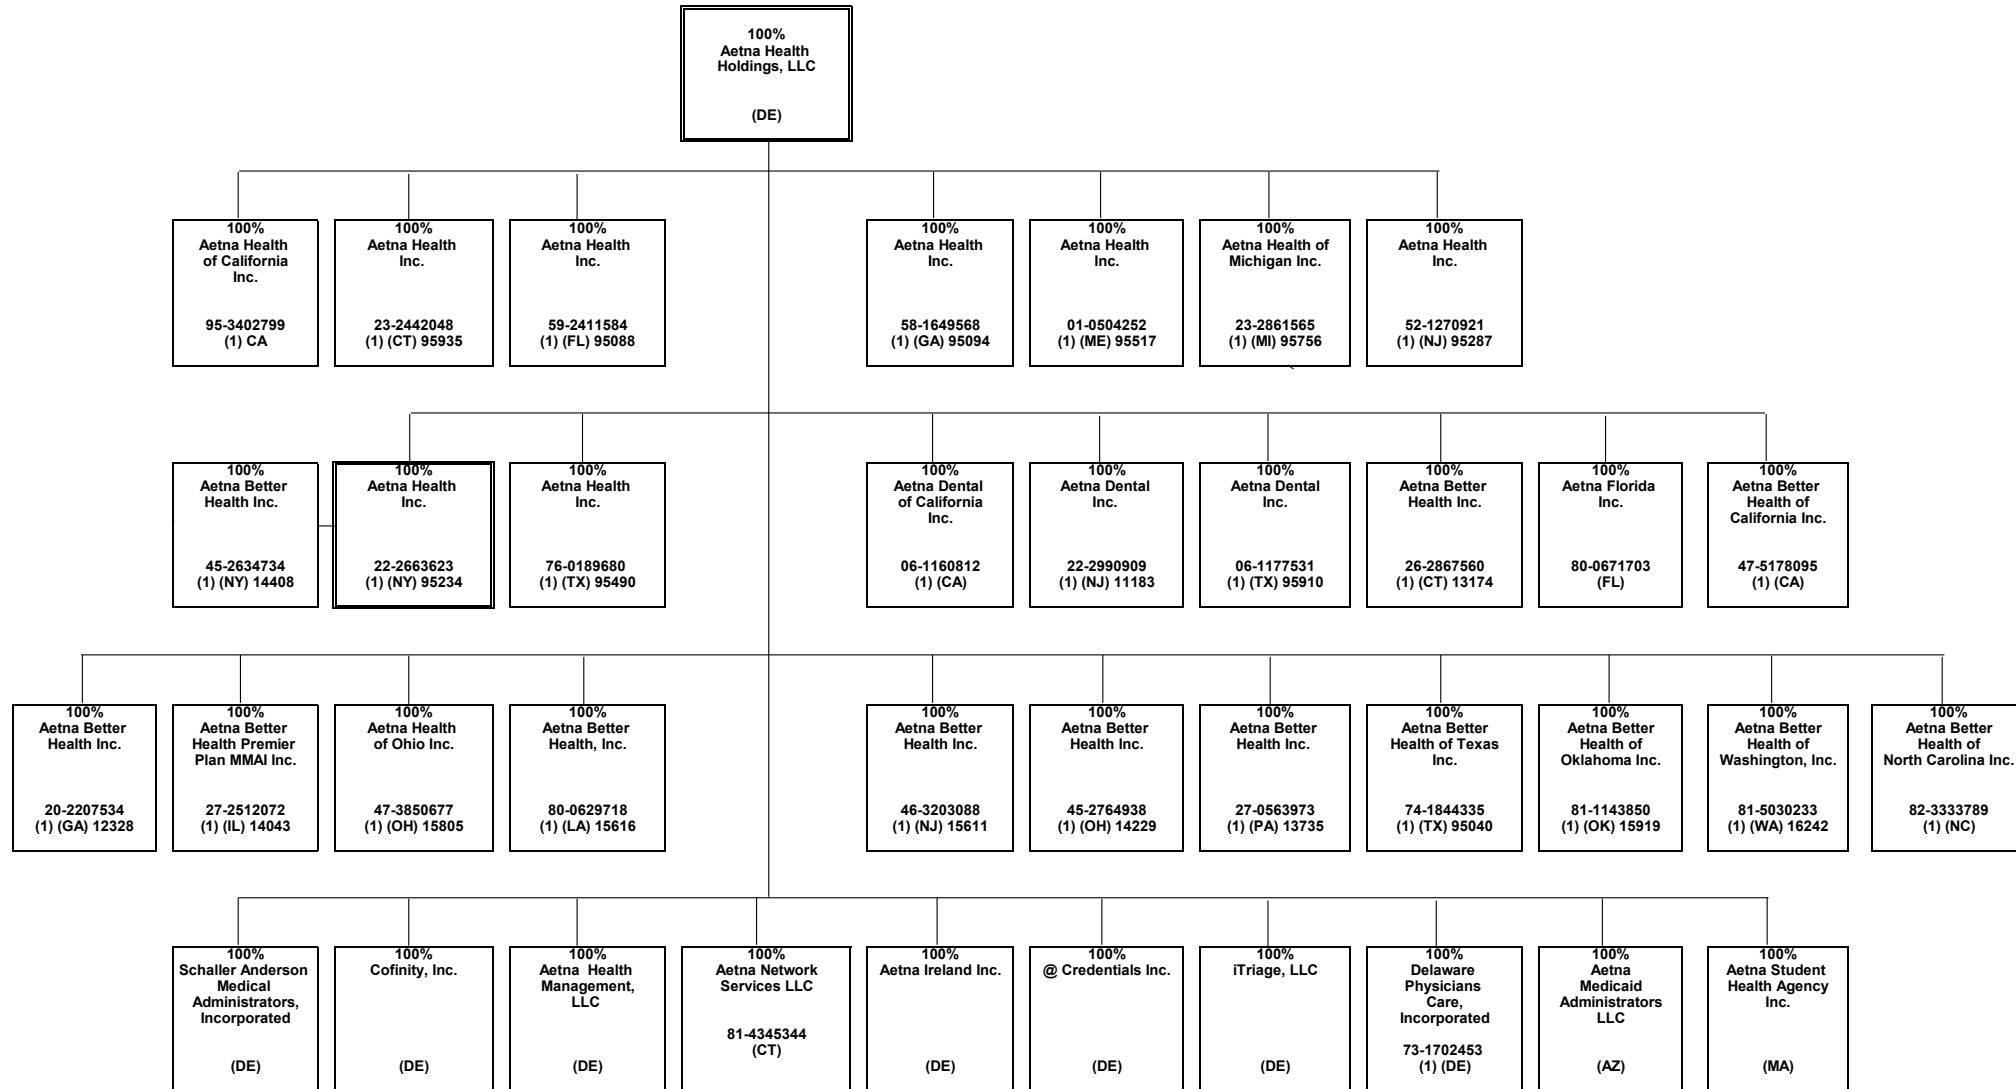 100%
Aetna Health
Holdings, LLC
(DE)
100%
Aetna Health
of California
Inc.
95-3402799
(1) CA
100%
Aetna Health
Inc.
23-2442048
(1) (CT) 95935
100%
Aetna Health
Inc.
59-2411584
(1) (FL) 95088
100%
Aetna Health
Inc.
58-1649568
(1) (GA) 95094
100%
Aetna Health
Inc.
01-0504252
(1) (ME) 95517
100%
Aetna Health of
Michigan Inc.
23-2861565
(1) (MI) 95756
100%
Aetna Health
Inc.
52-1270921
(1) (NJ) 95287
100%
Aetna Better
Health Inc.
45-2634734
(1) (NY) 14408
100%
Aetna Health
Inc.
22-2663623
(1) (NY) 95234
100%
Aetna Health
Inc.
76-0189680
(1) (TX) 95490
100%
Aetna Dental
of California
Inc.
06-1160812
(1) (CA)
100%
Aetna Dental
Inc.
22-2990909
(1) (NJ) 11183
100%
Aetna Dental
Inc.
06-1177531
(1) (TX) 95910
100%
Aetna Better
Health Inc.
26-2867560
(1) (CT) 13174
100%
Aetna Florida
Inc.
80-0671703
(FL)
100%
Aetna Better
Health of
California Inc.
47-5178095
(1) (CA)
100%
Aetna Better
Health Inc.
20-2207534
(1) (GA) 12328
100%
Aetna Better
Health Premier
Plan MMAI Inc.
27-2512072
(1) (IL) 14043
100%
Aetna Health
of Ohio Inc.
47-3850677
(1) (OH) 15805
100%
Aetna Better
Health, Inc.
80-0629718
(1) (LA) 15616
100%
Aetna Better
Health Inc.
46-3203088
(1) (NJ) 15611
100%
Aetna Better
Health Inc.
45-2764938
(1) (OH) 14229
100%
Aetna Better
Health Inc.
27-0563973
(1) (PA) 13735
100%
Aetna Better
Health of Texas
Inc.
74-1844335
(1) (TX) 95040
100%
Aetna Better
Health of
Oklahoma Inc.
81-1143850
(1) (OK) 15919
100%
Aetna Better
Health of
Washington, Inc.
81-5030233
(1) (WA) 16242
100%
Aetna Better
Health of
North Carolina Inc.
82-3333789
(1) (NC)
100%
Schaller Anderson
Medical
Administrators,
Incorporated
(DE)
100%
Cofinity, Inc.
(DE)
100%
Aetna Health
Management,
LLC
(DE)
100%
Aetna Network
Services LLC
81-4345344
(CT)
100%
Aetna Ireland Inc.
(DE)
100%
@ Credentials Inc.
(DE)
100%
iTriage, LLC
(DE)
100%
Delaware
Physicians
Care,
Incorporated
73-1702453
(1) (DE)
100%
Aetna
Medicaid
Administrators
LLC
(AZ)
100%
Aetna Student
Health Agency
Inc.
(MA)